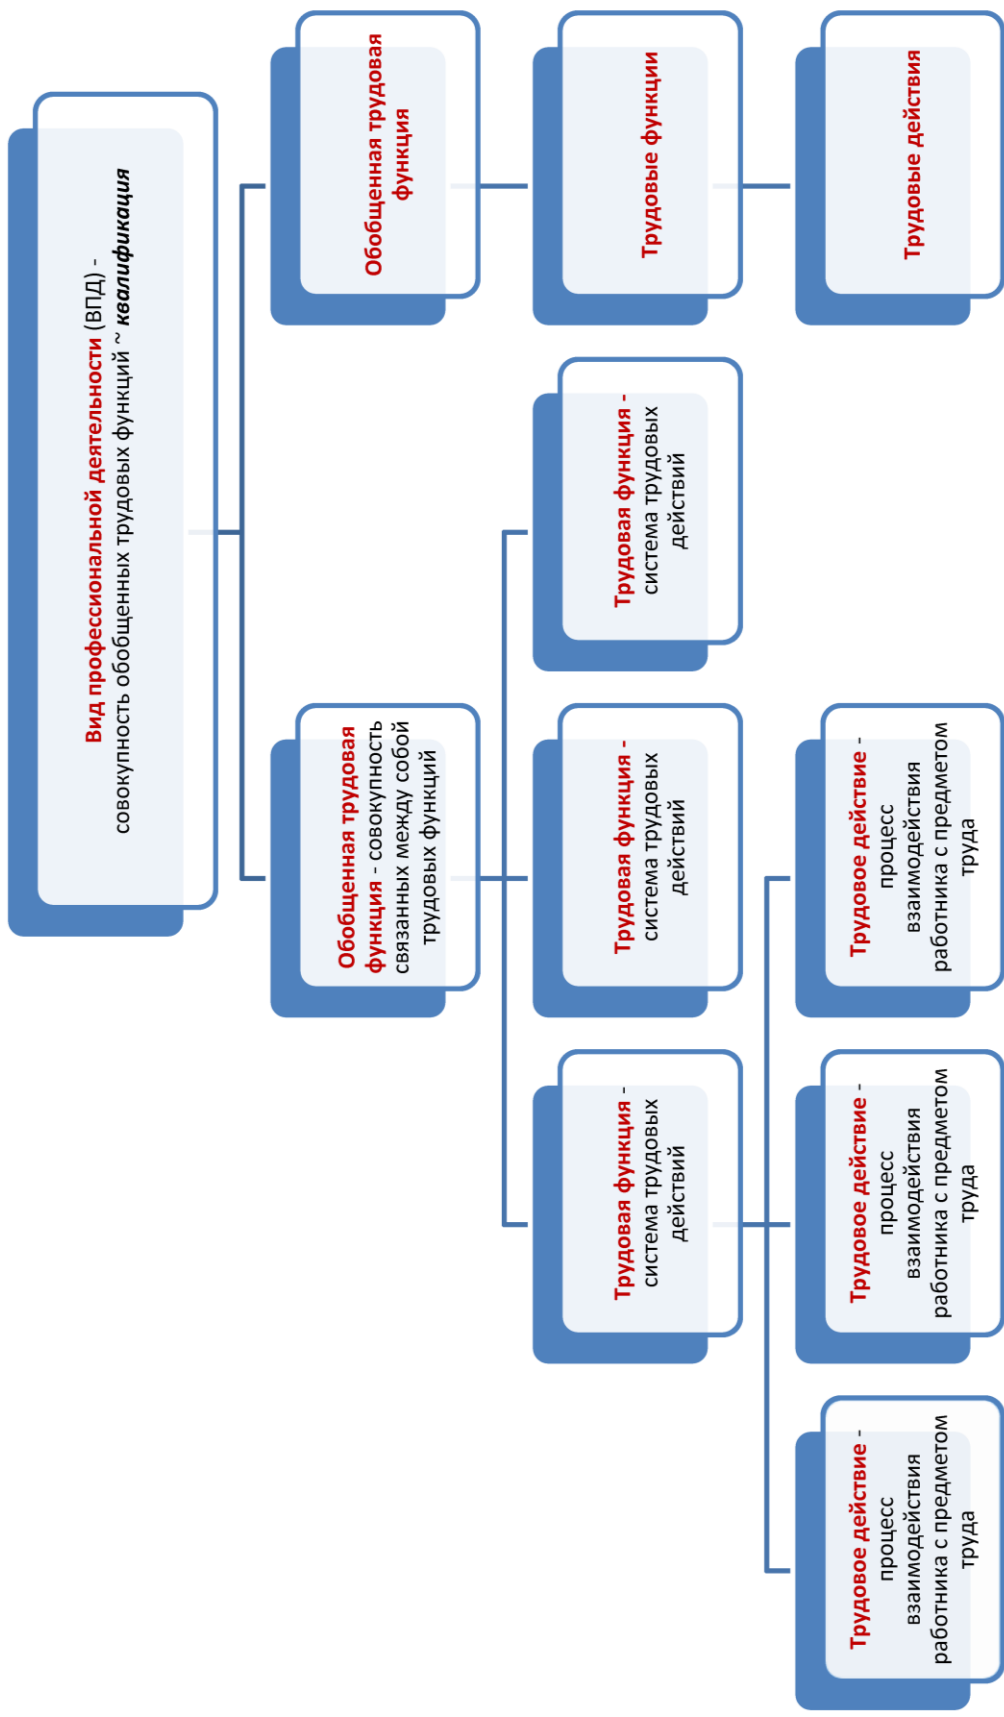 Вид профессиональной деятельности (ВПД) -
совокупность обобщенных трудовых функций ~ квалификация
Обобщенная трудовая
функция - совокупность
связанных между собой
трудовых функций
Обобщенная трудовая
функция
Трудовая функция -
система трудовых
действий
Трудовая функция -
система трудовых
действий
Трудовая функция -
система трудовых
действий
Трудовые функции
Трудовое действие -
процесс
взаимодействия
работника с предметом
труда
Трудовое действие -
процесс
взаимодействия
работника с предметом
труда
Трудовое действие -
процесс
взаимодействия
работника с предметом
труда
Трудовые действия